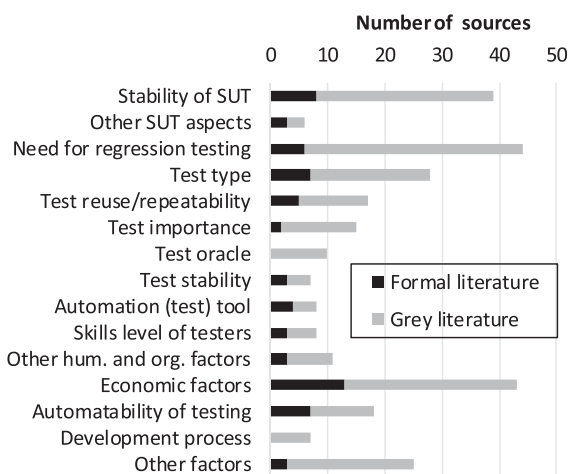 Number of sources
0 10 20 30 40 50
Stability of SUT
Other SUT aspects
Need for regression testing
Test type
Test reuse/repeatability
Test importance
Test oracle
Test stability
Automation (test) tool
Skills level of testers
Other hum. and org. factors
Economic factors
Automatability of testing
Development process
Other factors
Formal literature
Grey literature